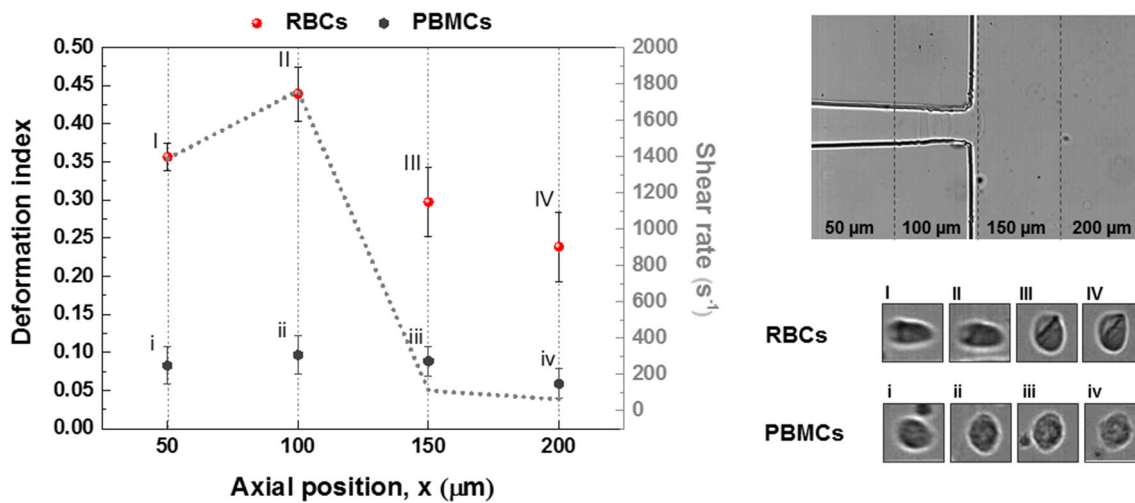 RBCs PBMCs
0.50
0.45
0.40
0.35
0.30
0.25
0.20
0.15
0.10
0.05
0.00
Deformation index
I
II
III
IV
i
ii
iii
iv
2000
1800
1600
1400
1200
1000
800
600
400
200
0
Shear rate (s⁻¹)
50 100 150 200
Axial position, x (μm)
50 μm 100 μm 150 μm 200 μm
I II III IV
RBCs
i ii iii iv
PBMCs